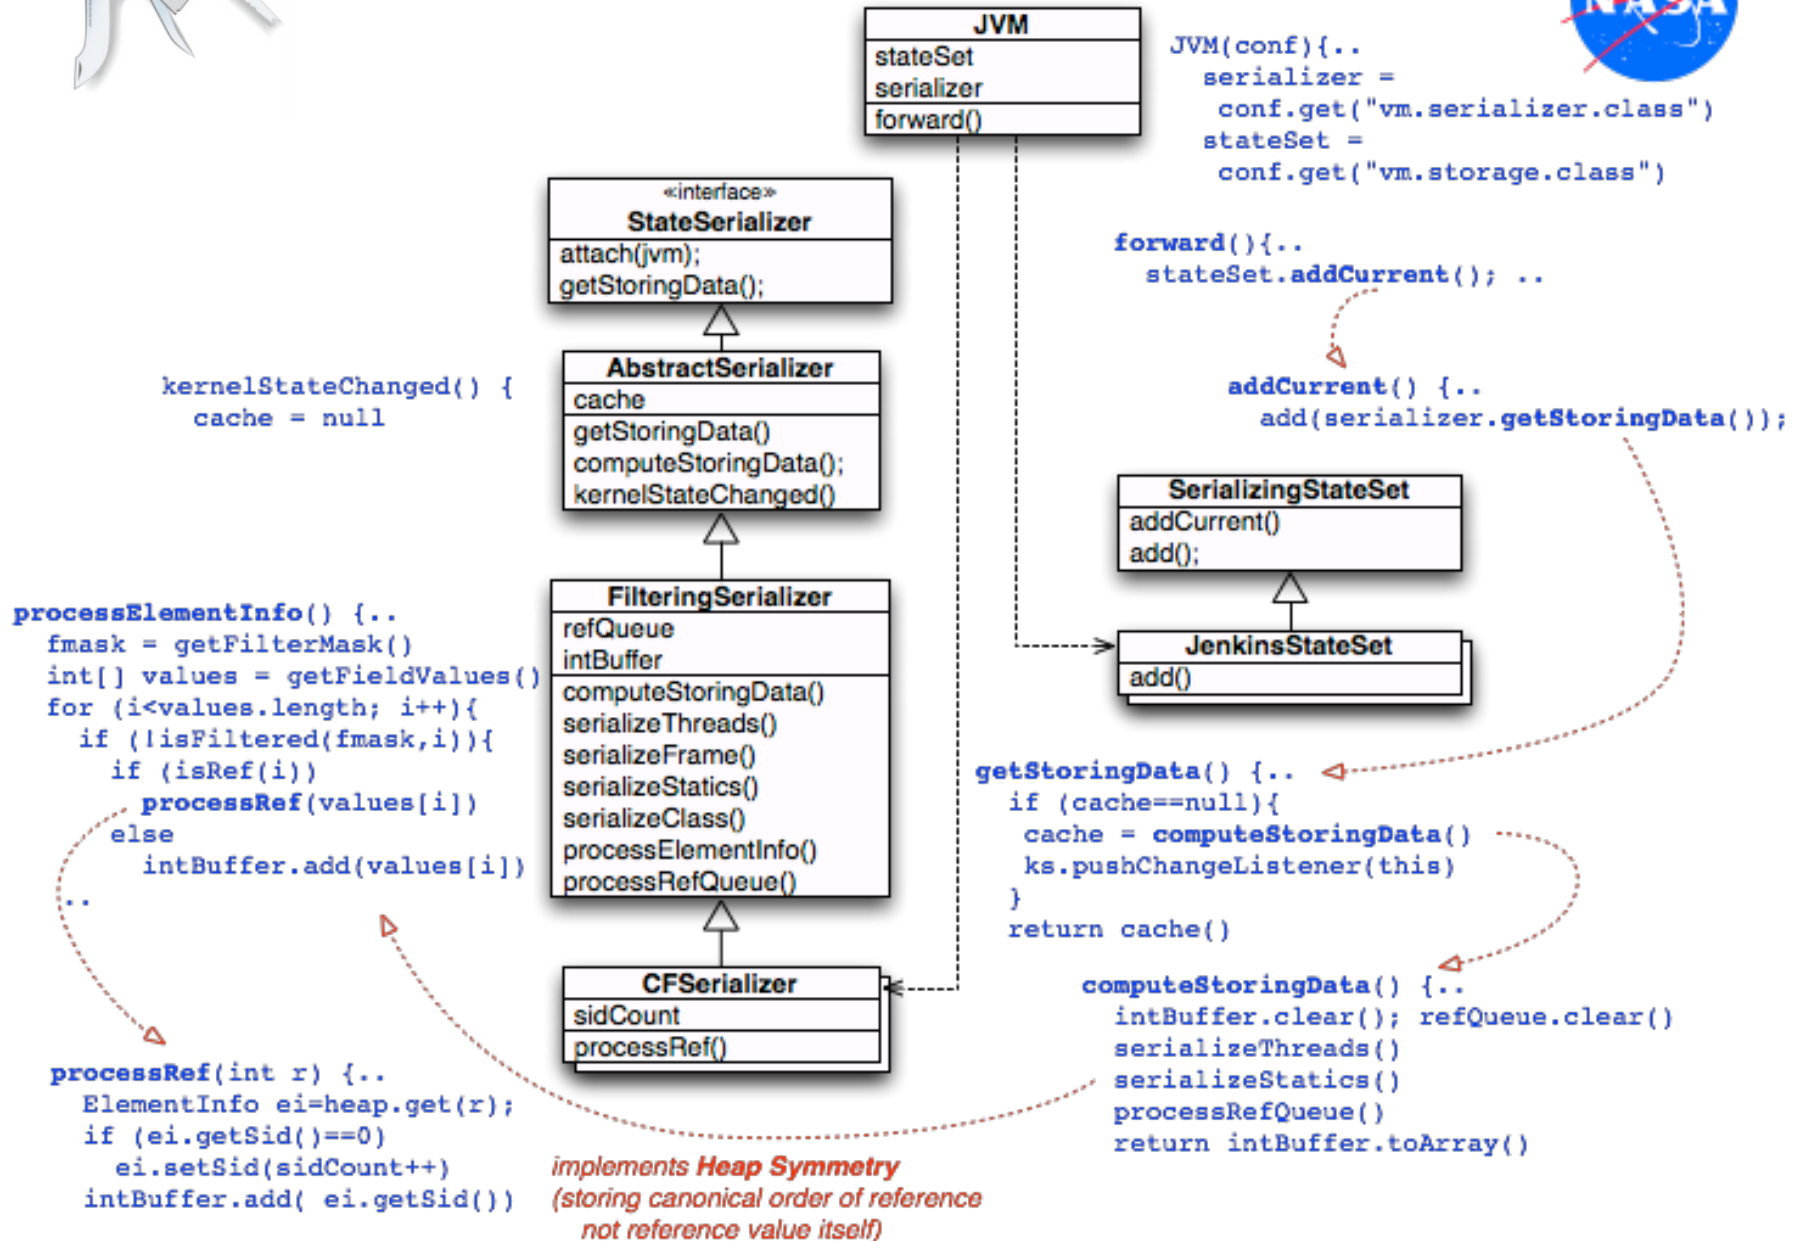 NASA
JVM
stateSet
serializer
forward()
JVM(conf){..
serializer =
conf.get("vm.serializer.class")
stateSet =
conf.get("vm.storage.class")
«interface»
StateSerializer
attach(jvm);
getStoringData();
forward(){..
stateSet.addCurrent(); ..
kernelStateChanged() {
cache = null
AbstractSerializer
cache
getStoringData()
computeStoringData();
kernelStateChanged()
addCurrent() {..
add(serializer.getStoringData());
SerializingStateSet
addCurrent()
add();
JenkinsStateSet
add()
processElementInfo() {..
fmask = getFilterMask()
int[] values = getFieldValues()
for (i<values.length; i++){
if (!isFiltered(fmask,i)){
if (isRef(i))
processRef(values[i])
else
intBuffer.add(values[i])
..
FilteringSerializer
refQueue
intBuffer
computeStoringData()
serializeThreads()
serializeFrame()
serializeStatics()
serializeClass()
processElementInfo()
processRefQueue()
getStoringData() {..
if (cache==null){
cache = computeStoringData()
ks.pushChangeListener(this)
}
return cache()
CFSerializer
sidCount
processRef()
computeStoringData() {..
intBuffer.clear(); refQueue.clear()
serializeThreads()
serializeStatics()
processRefQueue()
return intBuffer.toArray()
processRef(int r) {..
ElementInfo ei=heap.get(r);
if (ei.getSid()==0)
ei.setSid(sidCount++)
intBuffer.add( ei.getSid())
implements Heap Symmetry
(storing canonical order of reference
not reference value itself)